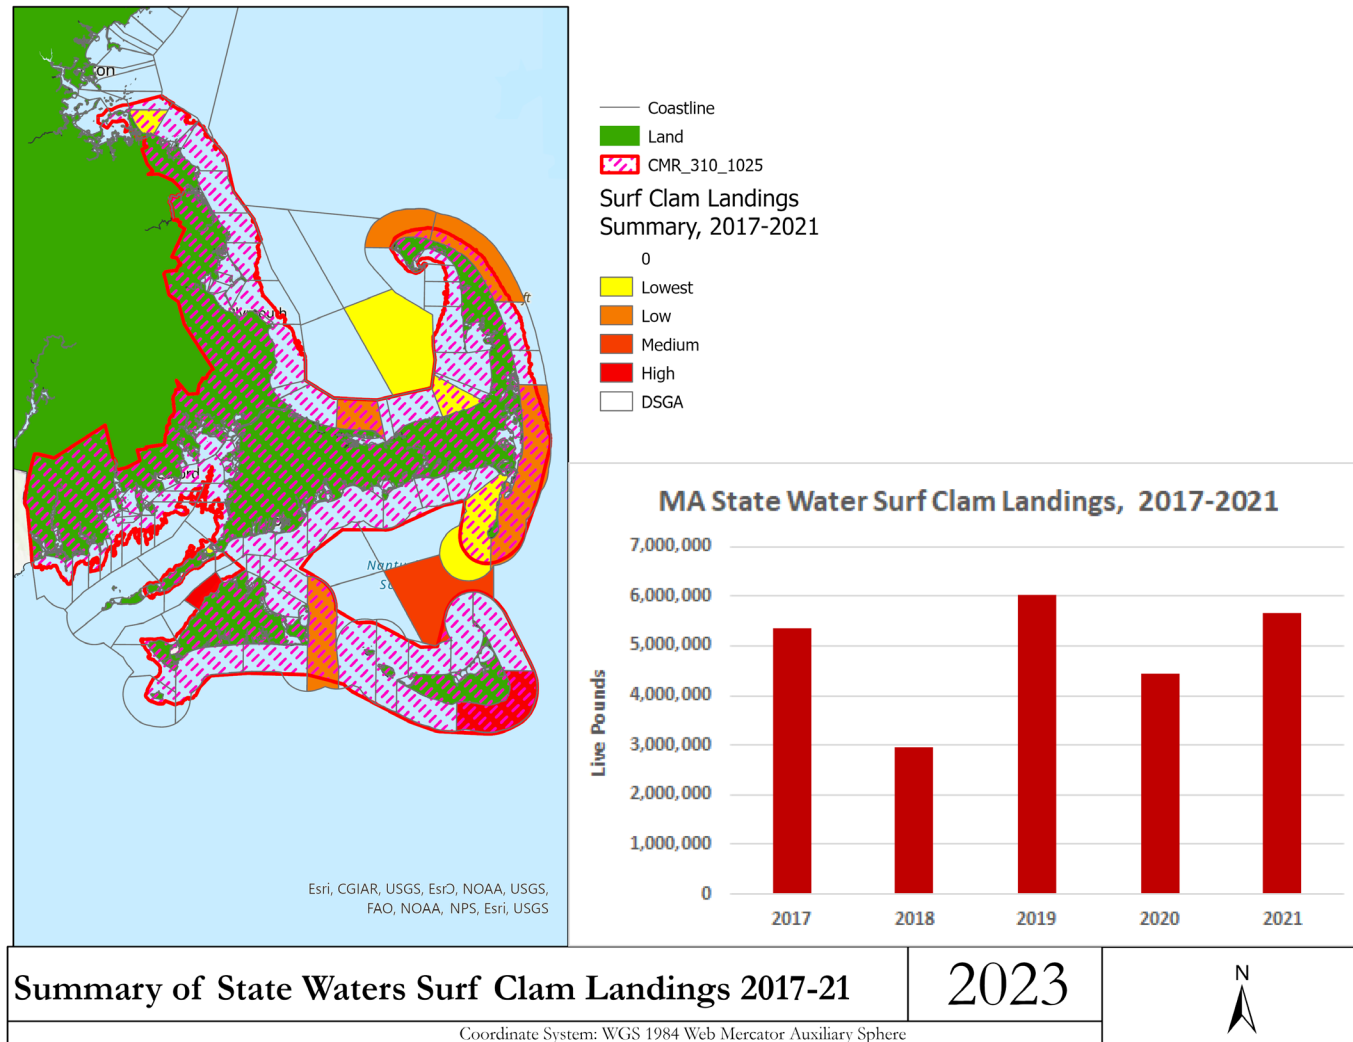 on
Coastline
Land
CMR_310_1025
Surf Clam Landings
Summary, 2017-2021
0
Lowest
Low
Medium
High
DSGA
MA State Water Surf Clam Landings, 2017-2021
7,000,000
6,000,000
5,000,000
4,000,000
3,000,000
2,000,000
1,000,000
0
Live Pounds
2017
2018
2019
2020
2021
Esri, CGIAR, USGS, Esri, NOAA, USGS,
FAO, NOAA, NPS, Esri, USGS
Summary of State Waters Surf Clam Landings 2017-21
2023
N
Coordinate System: WGS 1984 Web Mercator Auxiliary Sphere